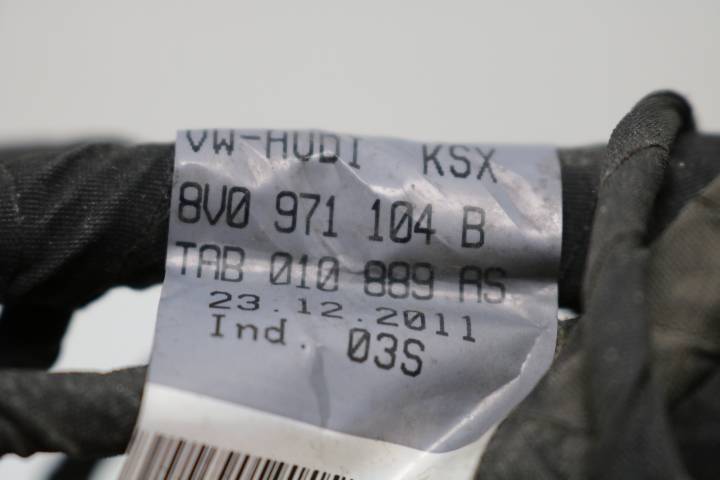 VW-AUDI KSX
8V0 971 104 B
TAB 010 889 AS
23.12.2011
Ind. 03S